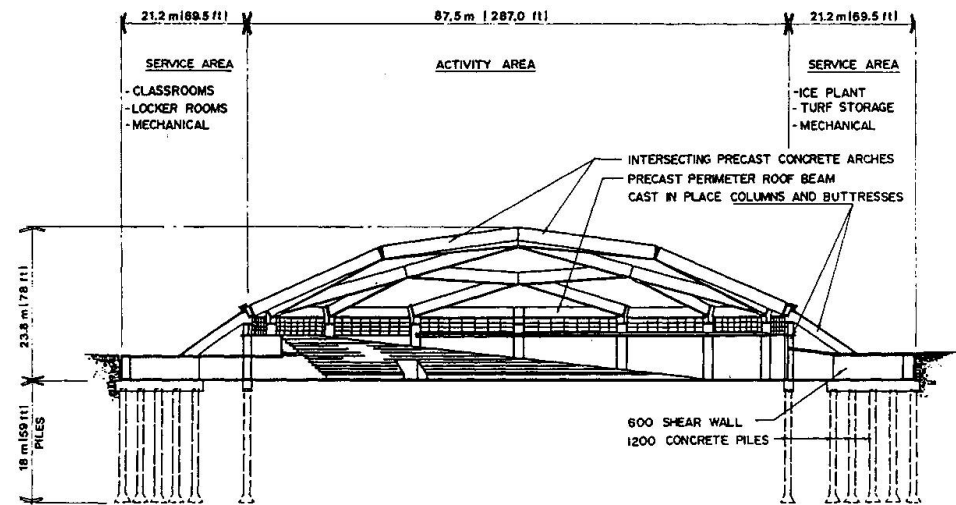 21.2 m (69.5 ft)
87.5 m (287.0 ft)
21.2 m (69.5 ft)
SERVICE AREA
- CLASSROOMS
- LOCKER ROOMS
- MECHANICAL
ACTIVITY AREA
SERVICE AREA
-ICE PLANT
- TURF STORAGE
- MECHANICAL
INTERSECTING PRECAST CONCRETE ARCHES
PRECAST PERIMETER ROOF BEAM
CAST IN PLACE COLUMNS AND BUTTRESSES
23.8 m (78 ft)
18 m (59 ft)
PILES
600 SHEAR WALL
1200 CONCRETE PILES